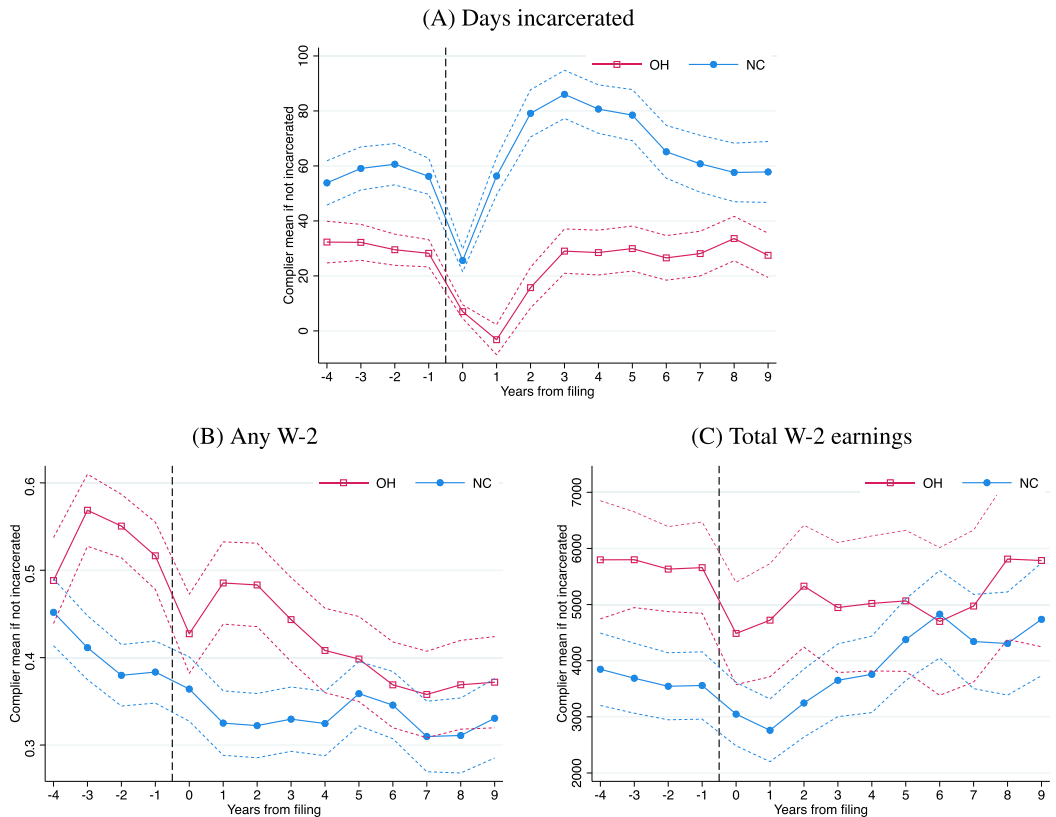 (A) Days incarcerated
OH NC
Complier mean if not incarcerated
100
80
60
40
20
0
-4 -3 -2 -1 0 1 2 3 4 5 6 7 8 9
Years from filing
(B) Any W-2
OH NC
Complier mean if not incarcerated
0.6
0.5
0.4
0.3
-4 -3 -2 -1 0 1 2 3 4 5 6 7 8 9
Years from filing
(C) Total W-2 earnings
OH NC
Complier mean if not incarcerated
7000
6000
5000
4000
3000
2000
-4 -3 -2 -1 0 1 2 3 4 5 6 7 8 9
Years from filing